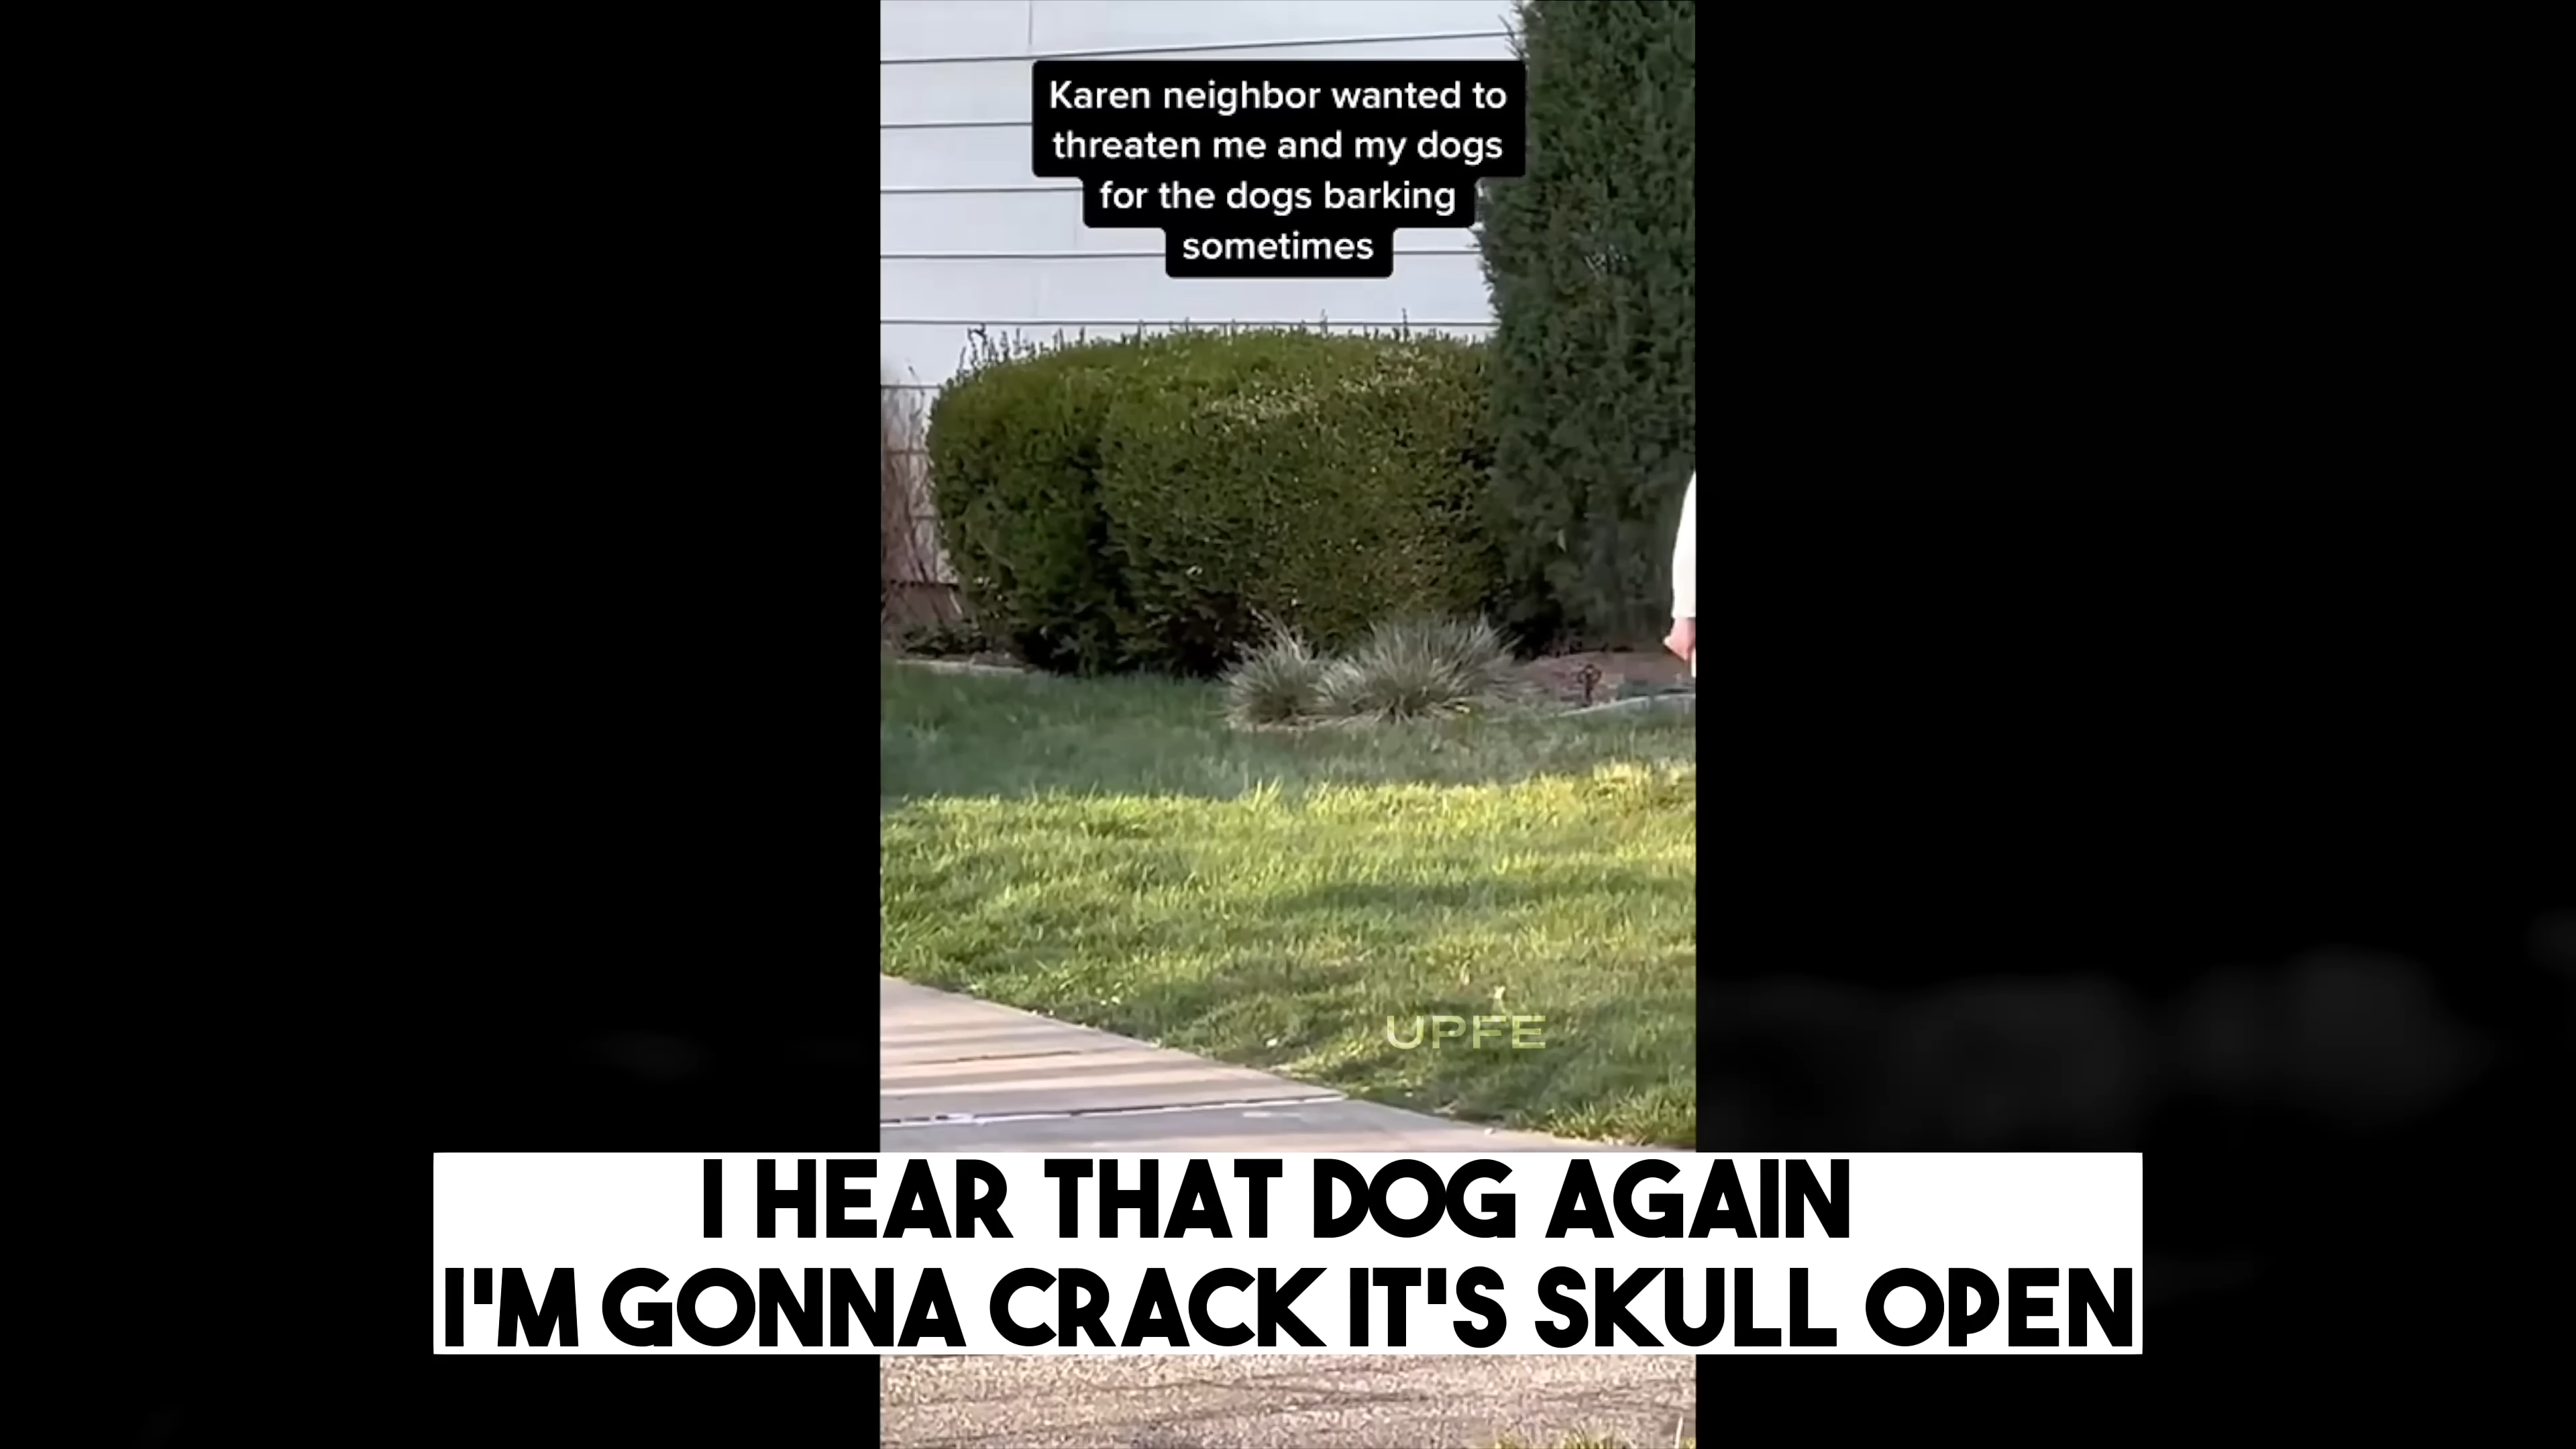 Karen neighbor wanted to
threaten me and my dogs
for the dogs barking
sometimes
UPFE
I HEAR THAT DOG AGAIN
I'M GONNA CRACK IT'S SKULL OPEN